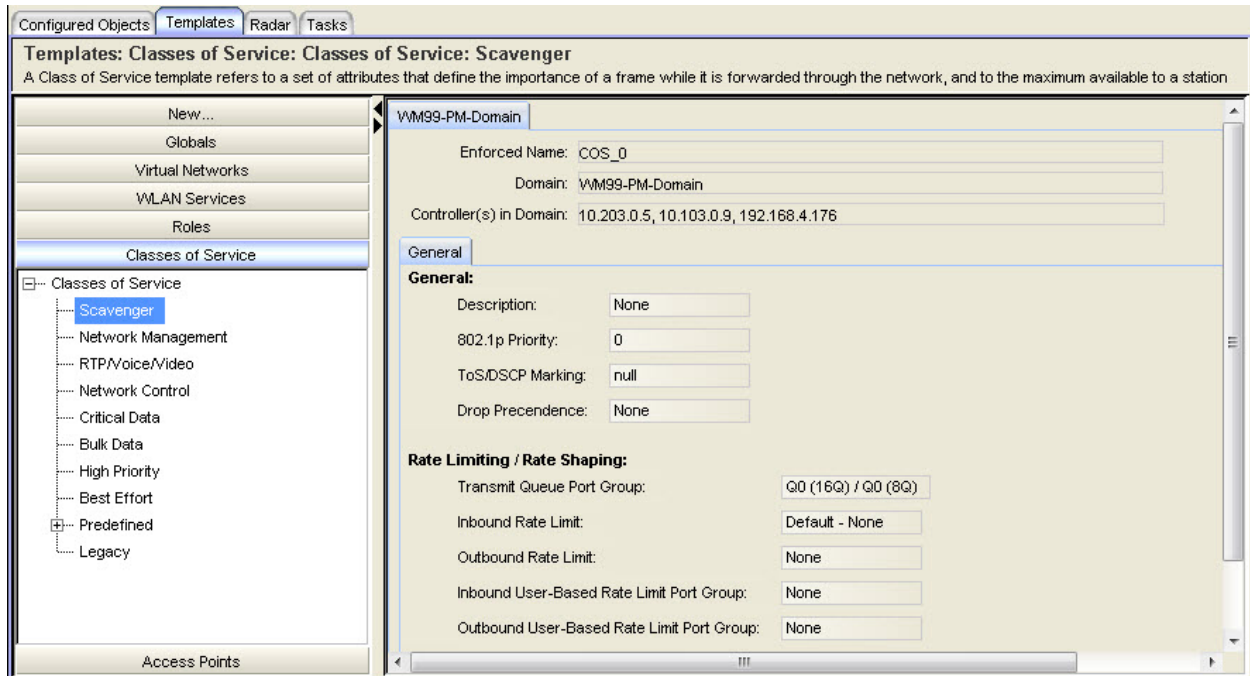 Configured Objects Templates Radar Tasks
Templates: Classes of Service: Classes of Service: Scavenger
A Class of Service template refers to a set of attributes that define the importance of a frame while it is forwarded through the network, and to the maximum available to a station
New...
Globals
Virtual Networks
WLAN Services
Roles
Classes of Service
Classes of Service
Scavenger
Network Management
RTP/Voice/Video
Network Control
Critical Data
Bulk Data
High Priority
Best Effort
Predefined
Legacy
Access Points
WM99-PM-Domain
Enforced Name: COS_0
Domain: WM99-PM-Domain
Controller(s) in Domain: 10.203.0.5, 10.103.0.9, 192.168.4.176
General
General:
Description: None
802.1p Priority: 0
ToS/DSCP Marking: null
Drop Precendence: None
Rate Limiting / Rate Shaping:
Transmit Queue Port Group: Q0 (16Q) / Q0 (8Q)
Inbound Rate Limit: Default - None
Outbound Rate Limit: None
Inbound User-Based Rate Limit Port Group: None
Outbound User-Based Rate Limit Port Group: None